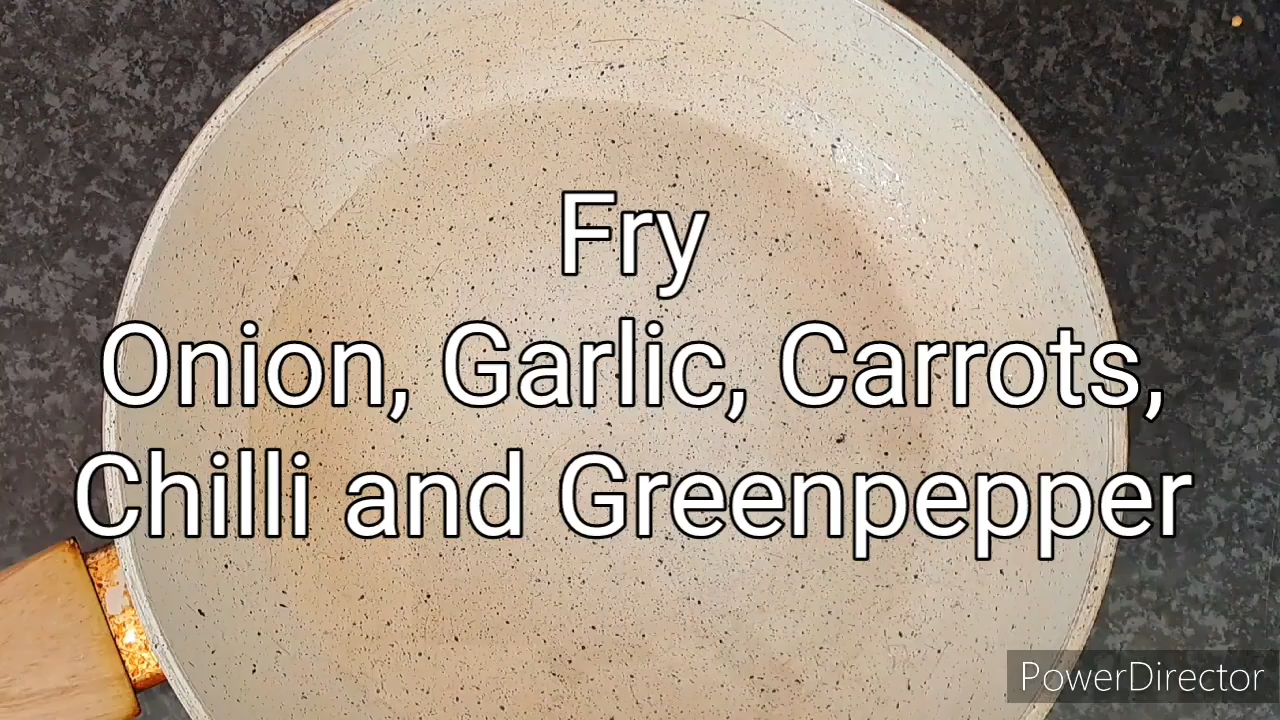 Fry
Onion, Garlic, Carrots,
Chilli and Greenpepper
PowerDirector